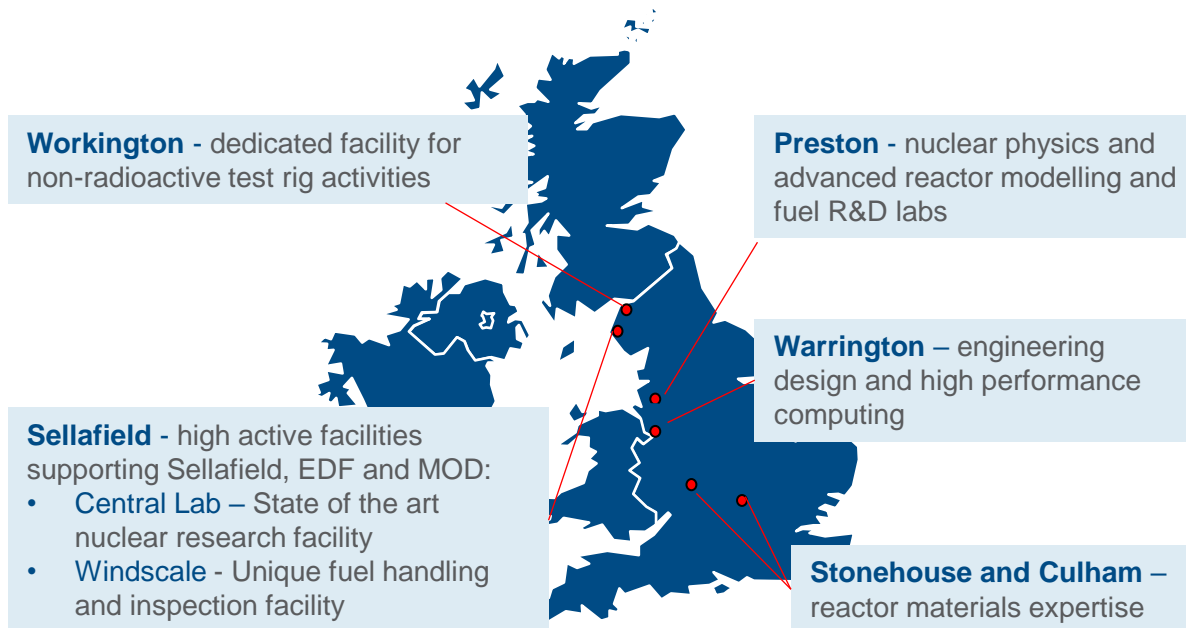 Workington - dedicated facility for
non-radioactive test rig activities
Preston - nuclear physics and
advanced reactor modelling and
fuel R&D labs
Warrington – engineering
design and high performance
computing
Sellafield - high active facilities
supporting Sellafield, EDF and MOD:
• Central Lab – State of the art
nuclear research facility
• Windscale - Unique fuel handling
and inspection facility
Stonehouse and Culham –
reactor materials expertise